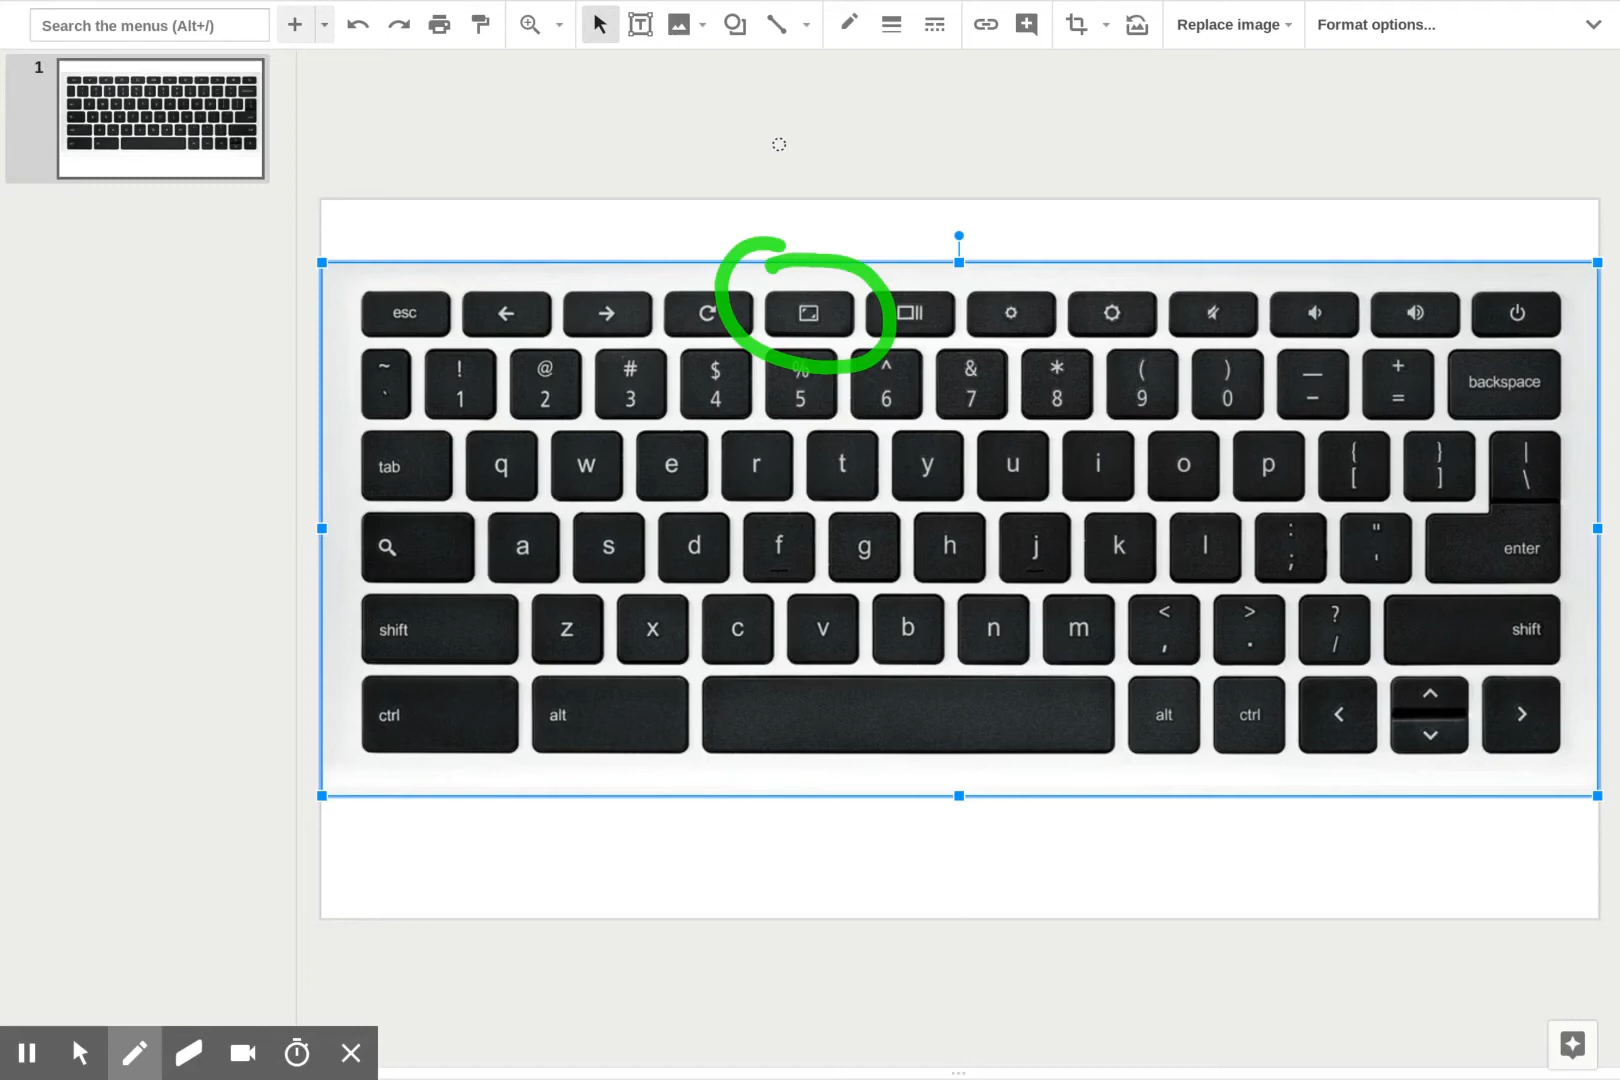 Search the menus (Alt+/)
Replace image
Format options...
1
esc
~ ! @ # $ % ^ & * ( ) — +
` 1 2 3 4 5 6 7 8 9 0 – = backspace
tab q w e r t y u i o p { [ } ] | \
a s d f g h j k l : ; " ' enter
shift z x c v b n m < , > . ? / shift
ctrl alt alt ctrl